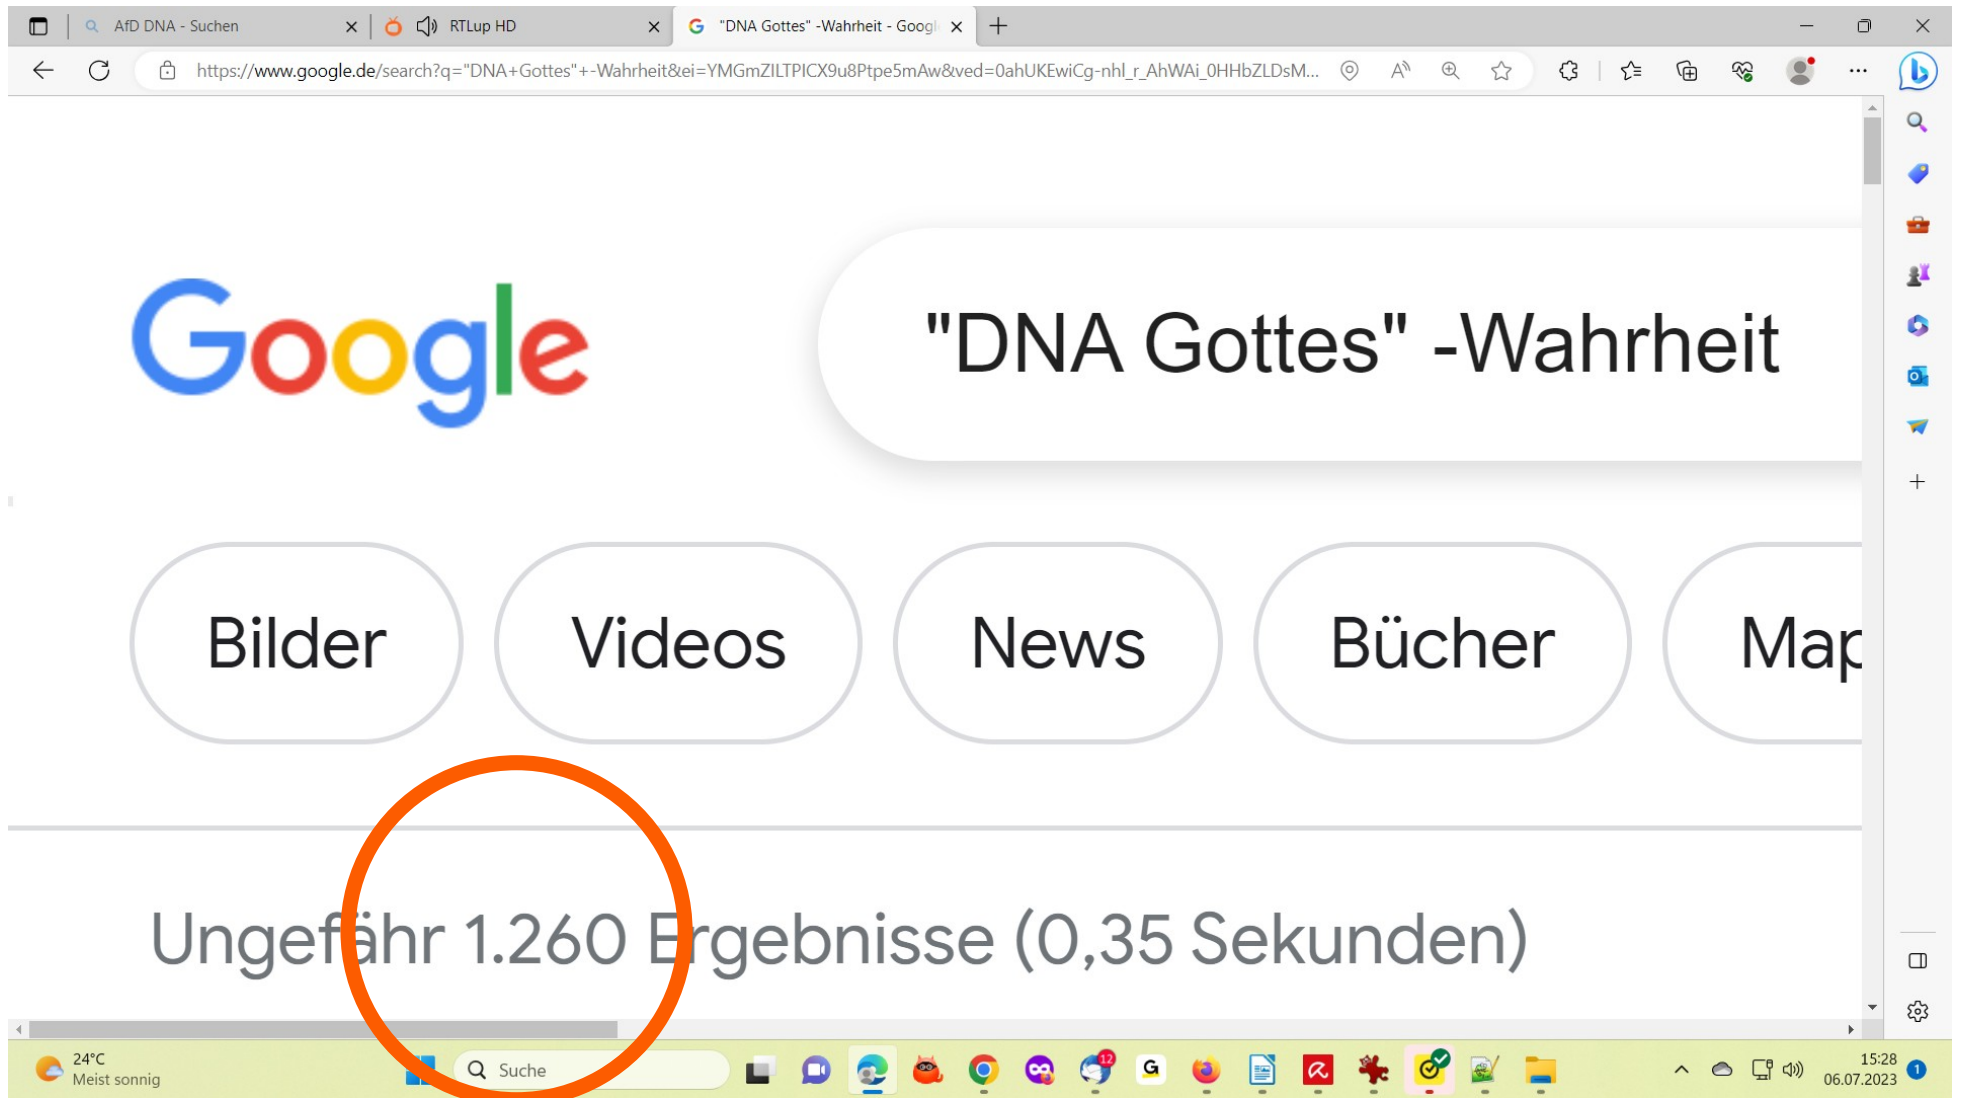 AfD DNA - Suchen
RTLup HD
"DNA Gottes" -Wahrheit - Googl
https://www.google.de/search?q="DNA+Gottes"+-Wahrheit&ei=YMGmZILTPICX9u8Ptpe5mAw&ved=0ahUKEwiCg-nhl_r_AhWAi_0HHbZLDsM...
Google
"DNA Gottes" -Wahrheit
Bilder
Videos
News
Bücher
Map
Ungefähr 1.260 Ergebnisse (0,35 Sekunden)
24°C
Meist sonnig
Suche
12
G
15:28
06.07.2023
1